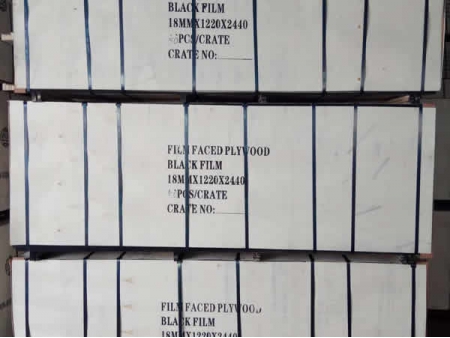 BLACK FILM
18MMX1220X2440
PCS/CRATE
CRATE NO:
FILM FACED PLYWOOD
BLACK FILM
18MMX1220X2440
PCS/CRATE
CRATE NO:
FILM FACED PLYWOOD
BLACK FILM
18MMX1220X2440